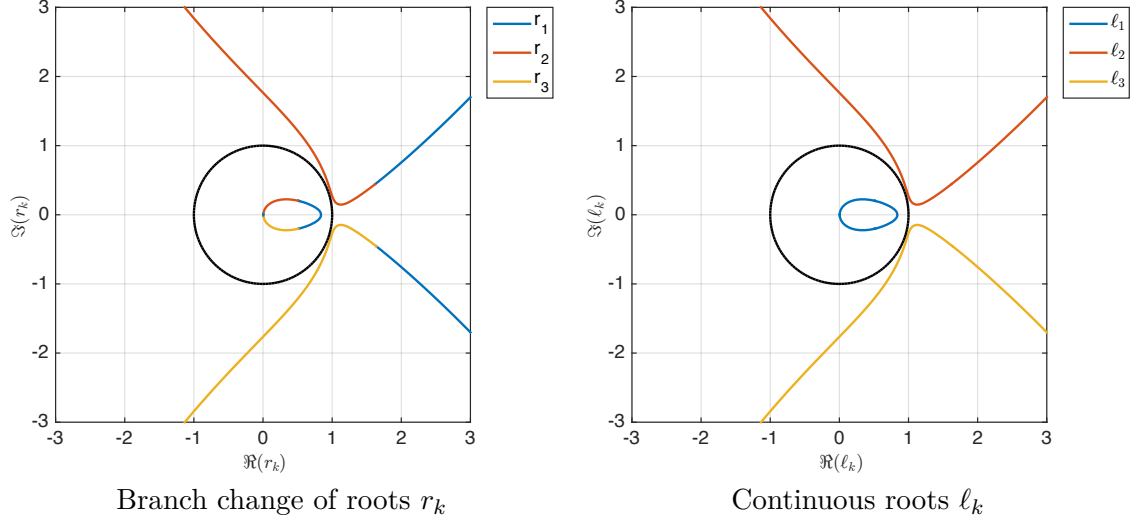 3
2
1
0
-1
-2
-3
-3 -2 -1 0 1 2 3
ℑ(r_k)
ℜ(r_k)
r_1
r_2
r_3
Branch change of roots r_k
3
2
1
0
-1
-2
-3
-3 -2 -1 0 1 2 3
ℑ(ℓ_k)
ℜ(ℓ_k)
ℓ_1
ℓ_2
ℓ_3
Continuous roots ℓ_k